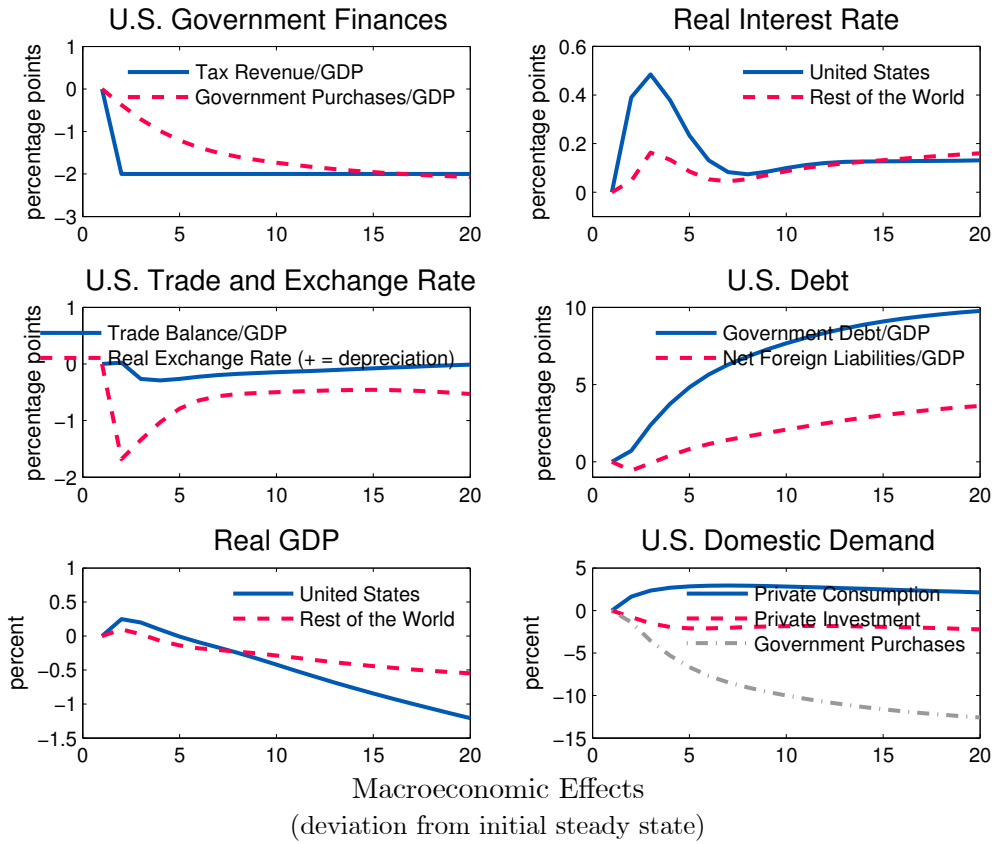 U.S. Government Finances
percentage points
1
0
−1
−2
−3
Tax Revenue/GDP
Government Purchases/GDP
0 5 10 15 20
Real Interest Rate
percentage points
0.6
0.4
0.2
0
United States
Rest of the World
0 5 10 15 20
U.S. Trade and Exchange Rate
percentage points
1
0
−1
−2
Trade Balance/GDP
Real Exchange Rate (+ = depreciation)
0 5 10 15 20
U.S. Debt
percentage points
10
5
0
Government Debt/GDP
Net Foreign Liabilities/GDP
0 5 10 15 20
Real GDP
percent
1
0.5
0
−0.5
−1
−1.5
United States
Rest of the World
0 5 10 15 20
U.S. Domestic Demand
percent
5
0
−5
−10
−15
Private Consumption
Private Investment
Government Purchases
0 5 10 15 20
Macroeconomic Effects
(deviation from initial steady state)